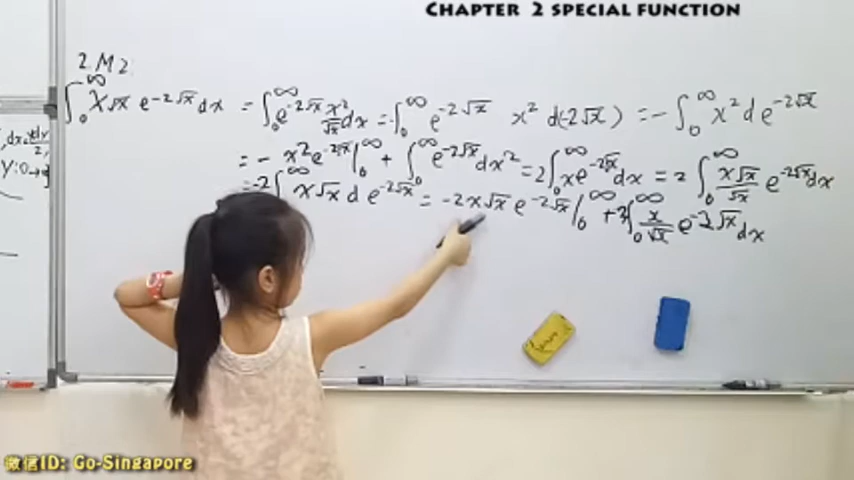 CHAPTER 2 SPECIAL FUNCTION
2.M2.
∫₀^∞ x√x e^{-2√x} dx = ∫₀^∞ e^{-2√x} x²/√x dx = -∫₀^∞ e^{-2√x} x² d(-2√x) = -∫₀^∞ x² d e^{-2√x}
= - x² e^{-2√x} |₀^∞ + ∫₀^∞ e^{-2√x} dx² = 2∫₀^∞ x e^{-2√x} dx = 2∫₀^∞ x√x/√x e^{-2√x} dx
= -2∫₀^∞ x√x d e^{-2√x} = -2x√x e^{-2√x} |₀^∞ + 3∫₀^∞ x/√x e^{-2√x} dx
微信ID: Go-Singapore